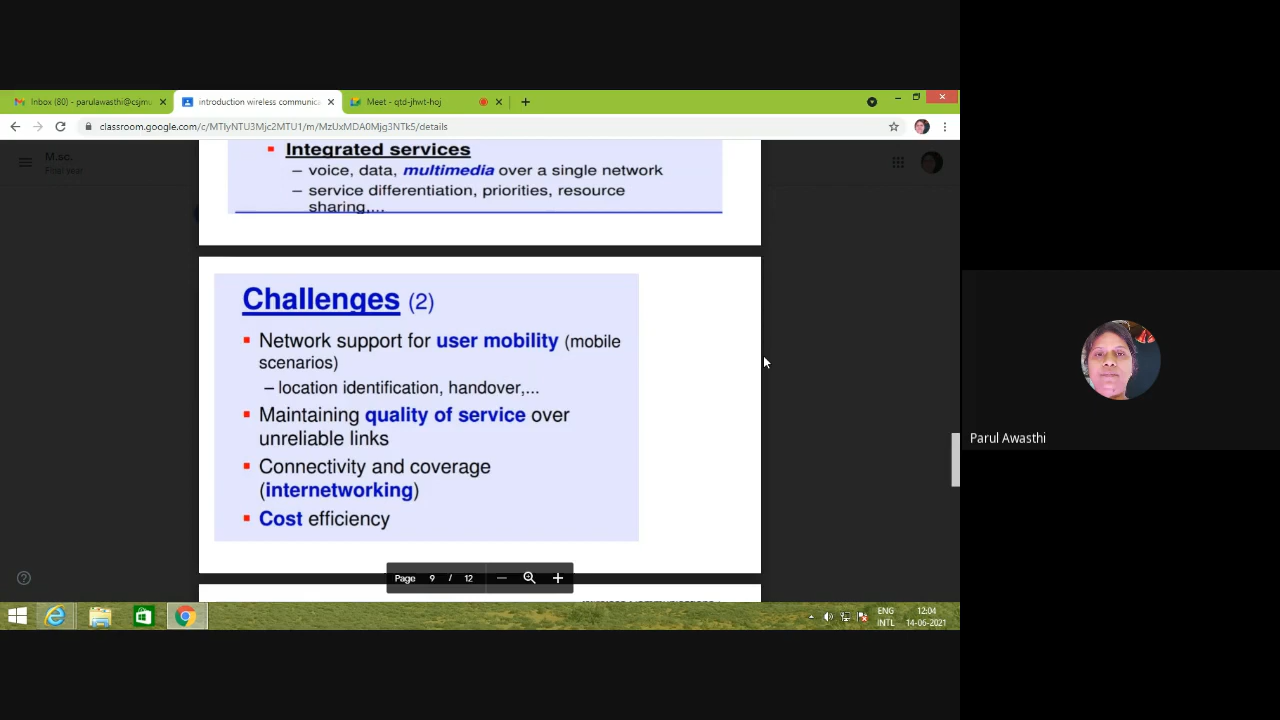 Inbox (80) - parulawasthi@csjmu
introduction wireless communica
Meet - qtd-jhwt-hoj
classroom.google.com/c/MTIyNTU3Mjc2MTU1/m/MzUxMDA0Mjg3NTk5/details
M.sc.
Final Year
Integrated services
– voice, data, multimedia over a single network
– service differentiation, priorities, resource
sharing,...
Challenges (2)
Network support for user mobility (mobile
scenarios)
– location identification, handover,...
Maintaining quality of service over
unreliable links
Connectivity and coverage
(internetworking)
Cost efficiency
Page 9 / 12
ENG
INTL
12:04
14-06-2021
Parul Awasthi